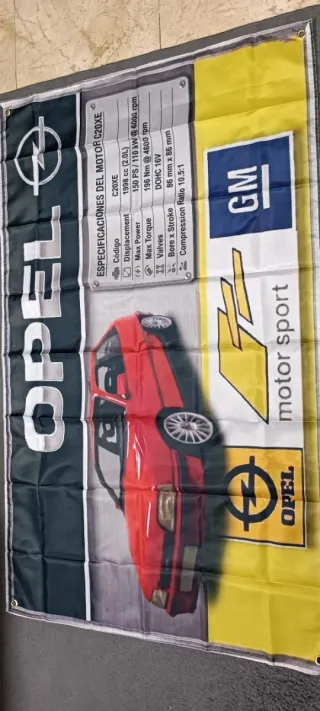 OPEL
ESPECIFICACIONES DEL MOTOR C20XE
Código C20XE
Displacement 1998 cc (2.0L)
Max Power 150 PS / 110 kW @ 6000 rpm
Max Torque 196 Nm @ 4600 rpm
Valves DOHC 16V
Bore x Stroke 86 mm x 86 mm
Compression Ratio 10.5:1
OPEL
motor sport
GM